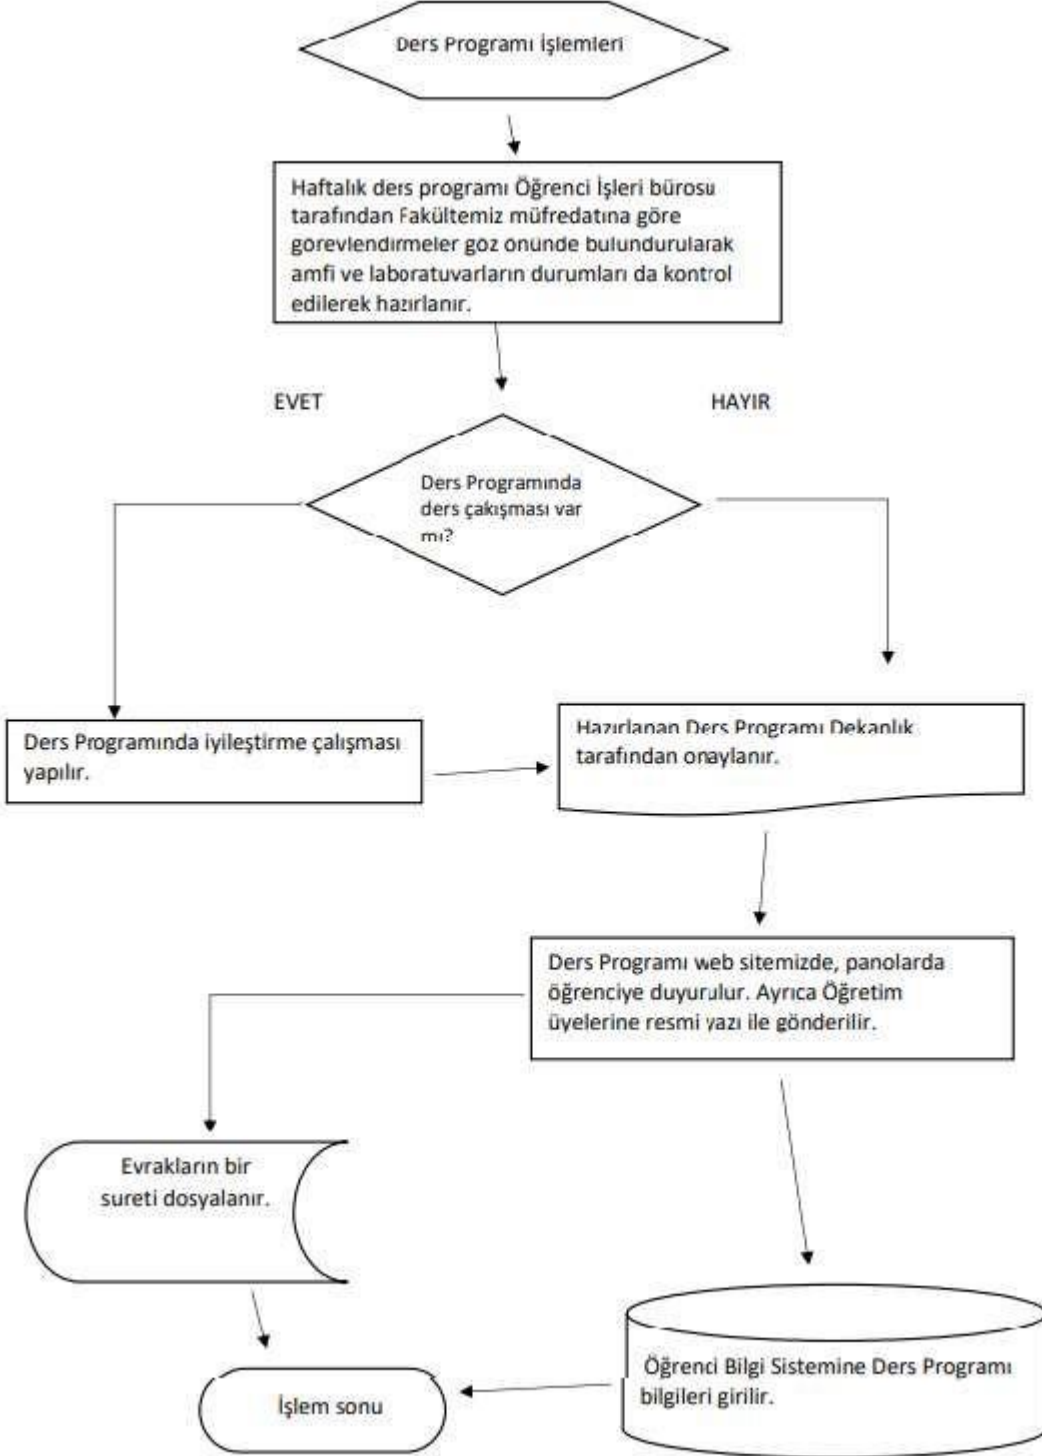 Ders Programı işlemleri
Haftalık ders programı Öğrenci İşleri bürosu
tarafından Fakültemiz müfredatına göre
görevlendirmeler göz önünde bulundurularak
amfi ve laboratuvarların durumları da kontrol
edilerek hazırlanır.
EVET
HAYIR
Ders Programında
ders çakışması var
mı?
Ders Programında iyileştirme çalışması
yapılır.
Hazırlanan Ders Programı Dekanlık
tarafından onaylanır.
Ders Programı web sitemizde, panolarda
öğrenciye duyurulur. Ayrıca Öğretim
üyelerine resmi yazı ile gönderilir.
Evrakların bir
sureti dosyalanır.
Öğrenci Bilgi Sistemine Ders Programı
bilgileri girilir.
İşlem sonu